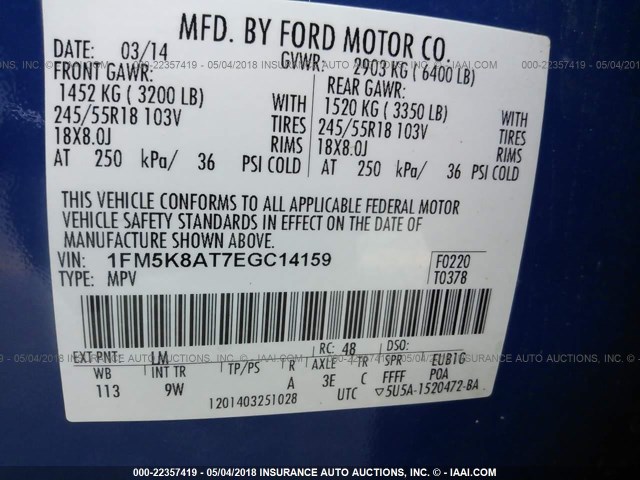 MFD. BY FORD MOTOR CO.
DATE: 03/14 GVWR: 2903 KG ( 6400 LB)
FRONT GAWR: REAR GAWR:
1452 KG ( 3200 LB) WITH 1520 KG ( 3350 LB) WITH
245/55R18 103V TIRES 245/55R18 103V TIRES
18X8.0J RIMS 18X8.0J RIMS
AT 250 kPa/ 36 PSI COLD AT 250 kPa/ 36 PSI COLD
THIS VEHICLE CONFORMS TO ALL APPLICABLE FEDERAL MOTOR
VEHICLE SAFETY STANDARDS IN EFFECT ON THE DATE OF
MANUFACTURE SHOWN ABOVE.
VIN: 1FM5K8AT7EGC14159 F0220
TYPE: MPV T0378
EXT PNT: LM RC: 48 DSO:
WB INT TR TP/PS R AXLE TR SPR EUB1G
113 9W A 3E C FFFF POA
1201403251028 UTC ▽5U5A-1520472-BA
000-22357419 - 05/04/2018 INSURANCE AUTO AUCTIONS, INC. © - IAAI.COM